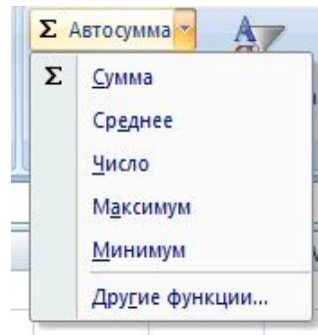 Σ Автосумма
Σ Сумма
Среднее
Число
Максимум
Минимум
Другие функции...